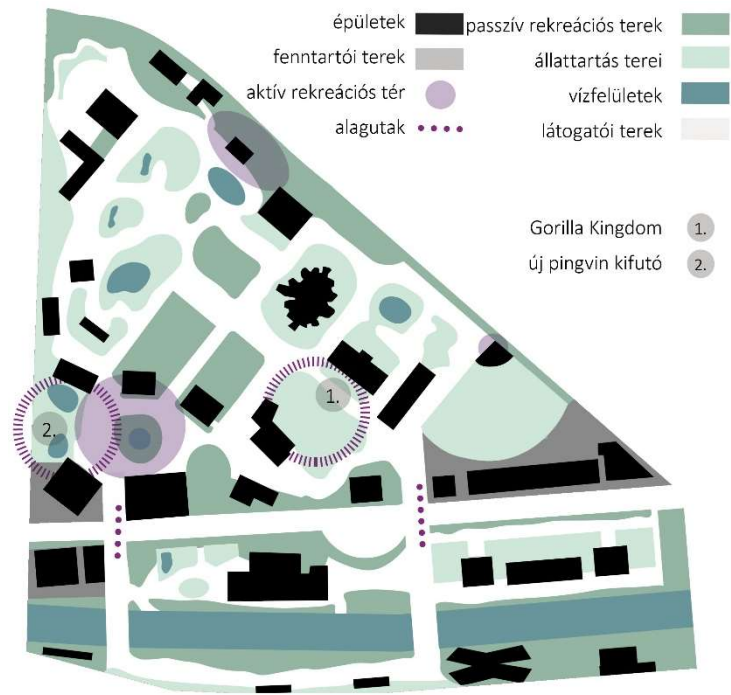 épületek
fenntartói terek
aktív rekreációs tér
alagutak
passzív rekreációs terek
állattartás terei
vízfelületek
látogatói terek
Gorilla Kingdom 1.
új pingvin kifutó 2.
1.
2.